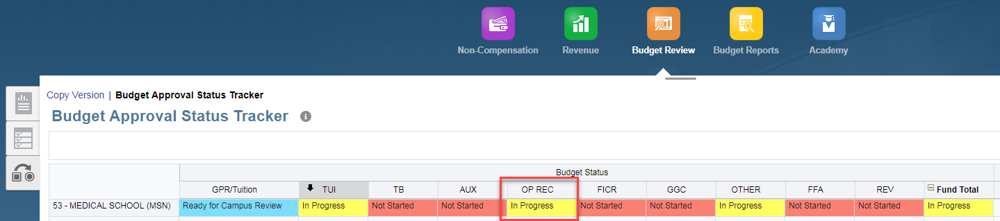 Non-Compensation Revenue Budget Review Budget Reports Academy
Copy Version | Budget Approval Status Tracker
Budget Approval Status Tracker
Budget Status
GPR/Tuition TUI TB AUX OP REC FICR GGC OTHER FFA REV Fund Total
53 - MEDICAL SCHOOL (MSN) Ready for Campus Review In Progress Not Started Not Started In Progress Not Started Not Started In Progress Not Started Not Started In Progress